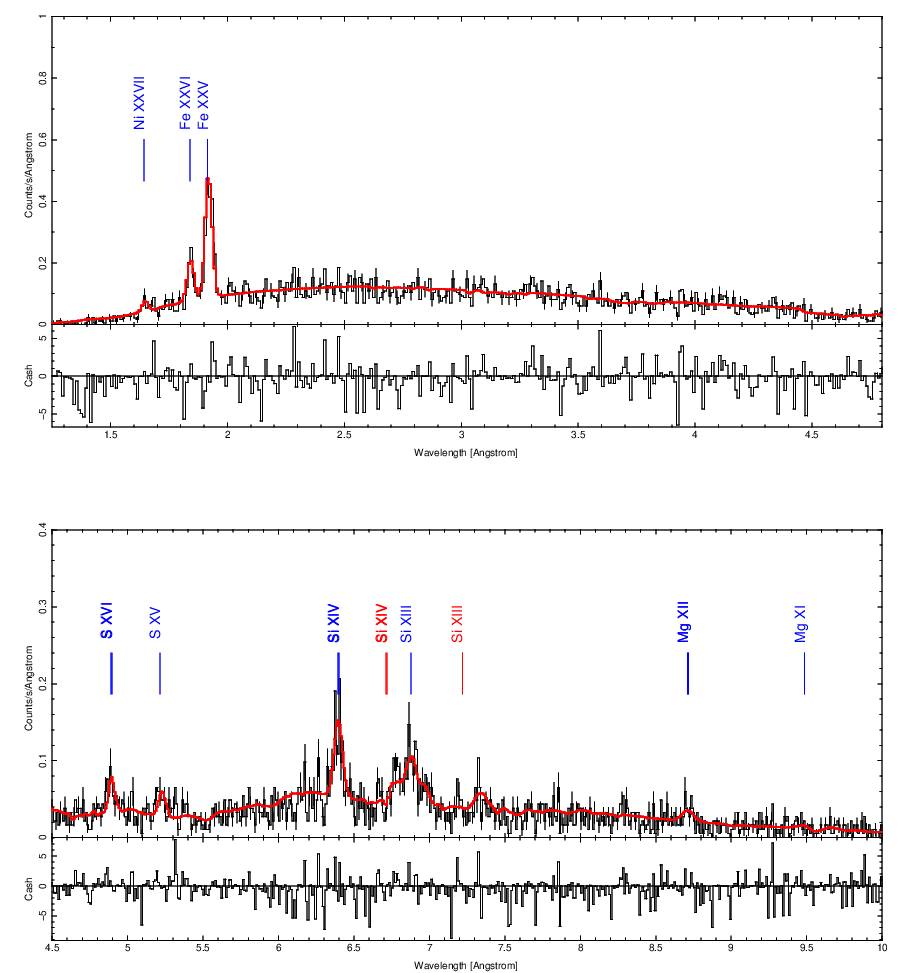 1
0.8
0.6
0.4
0.2
0
Counts/s/Angstrom
Ni XXVII
Fe XXVI
Fe XXV
5
0
−5
Cash
1.5 2 2.5 3 3.5 4 4.5
Wavelength [Angstrom]
0.4
0.3
0.2
0.1
0
Counts/s/Angstrom
S XVI
S XV
Si XIV
Si XIV
Si XIII
Si XIII
Mg XII
Mg XI
5
0
−5
Cash
4.5 5 5.5 6 6.5 7 7.5 8 8.5 9 9.5 10
Wavelength [Angstrom]